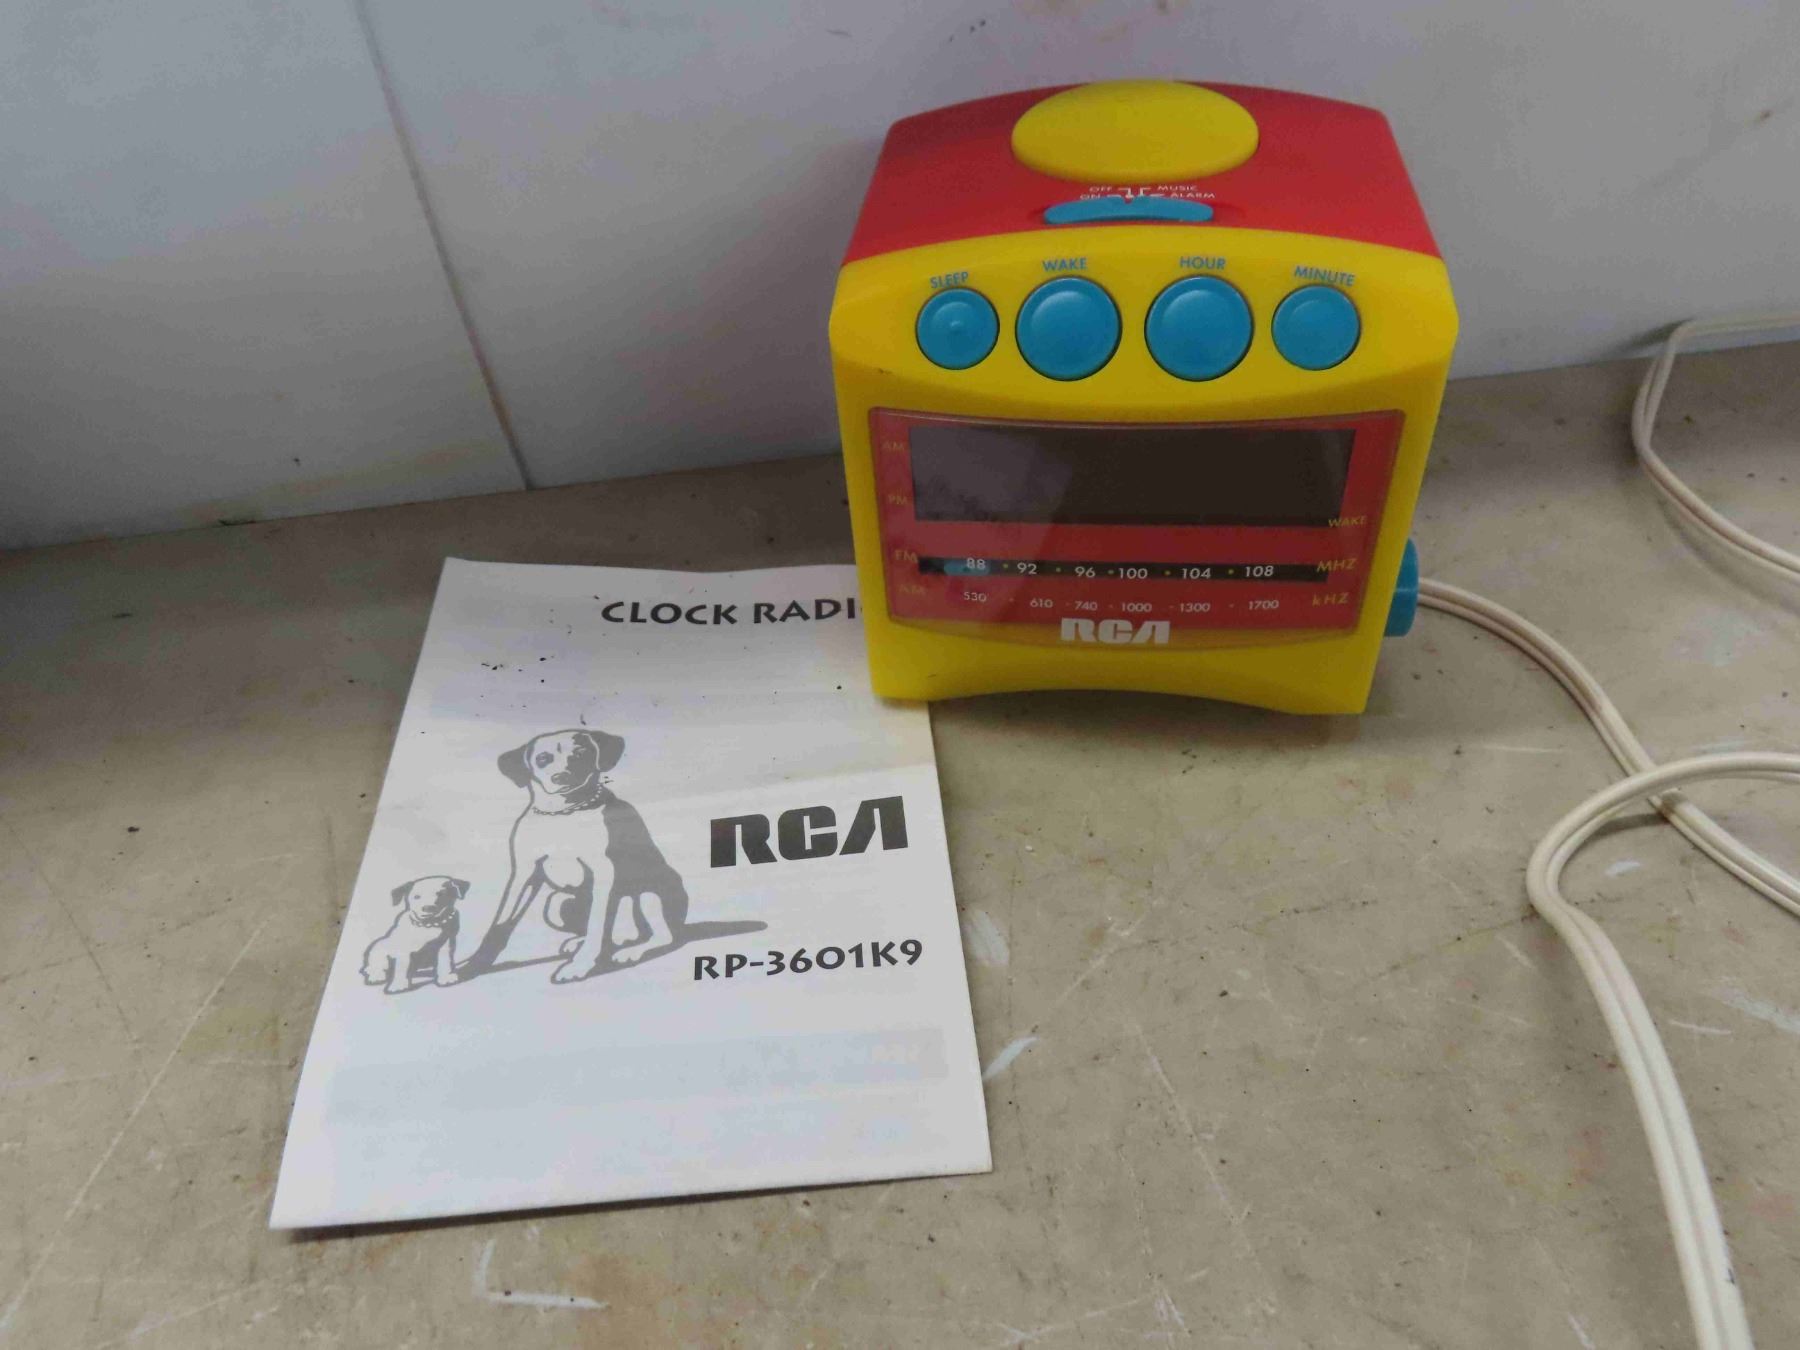 OFF MUSIC
ON ALARM
SLEEP WAKE HOUR MINUTE
AM
PM
WAKE
FM 88 92 96 100 104 108 MHZ
AM 530 610 740 1000 1300 1700 kHZ
RCA
CLOCK RADI
RCA
RP-3601K9